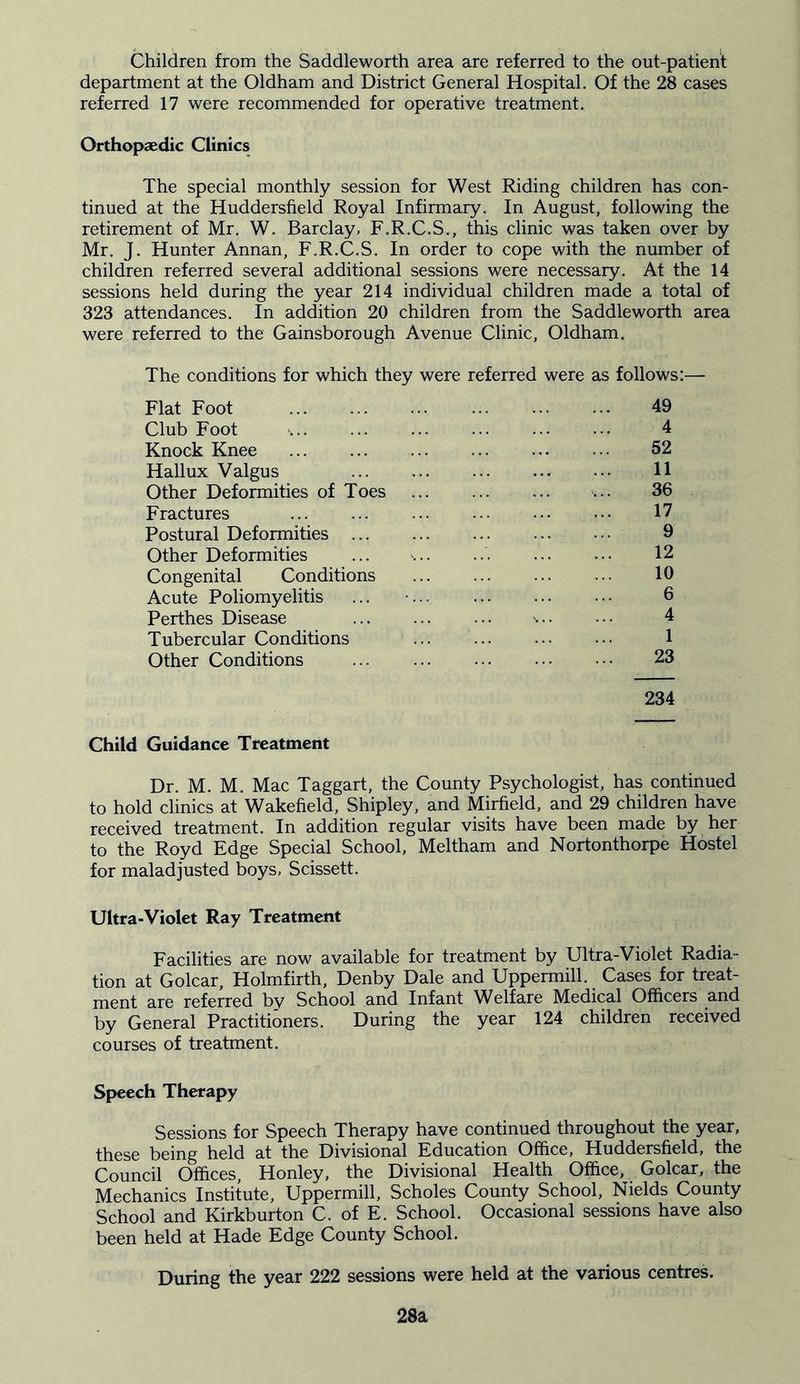 Children from the Saddleworth area are referred to the out-patient
department at the Oldham and District General Hospital. Of the 28 cases
referred 17 were recommended for operative treatment.
Orthopædic Clinics
The special monthly session for West Riding children has con-
tinued at the Huddersfield Royal Infirmary. In August, following the
retirement of Mr. W. Barclay, F.R.C.S., this clinic was taken over by
Mr. J. Hunter Annan, F.R.C.S. In order to cope with the number of
children referred several additional sessions were necessary. At the 14
sessions held during the year 214 individual children made a total of
323 attendances. In addition 20 children from the Saddleworth area
were referred to the Gainsborough Avenue Clinic, Oldham.
The conditions for which they were referred were as follows:—
Flat Foot ... ... ... ... ... ... 49
Club Foot ... ... ... ... ... ... 4
Knock Knee ... ... ... ... ... ... 52
Hallux Valgus ... ... ... ... ... 11
Other Deformities of Toes ... ... ... ... 36
Fractures ... ... ... ... ... ... 17
Postural Deformities ... ... ... ... ... 9
Other Deformities ... ... ... ... ... 12
Congenital Conditions ... ... ... ... 10
Acute Poliomyelitis ... ... ... ... ... 6
Perthes Disease ... ... ... ... ... 4
Tubercular Conditions ... ... ... ... 1
Other Conditions ... ... ... ... ... 23
234
Child Guidance Treatment
Dr. M. M. Mac Taggart, the County Psychologist, has continued
to hold clinics at Wakefield, Shipley, and Mirfield, and 29 children have
received treatment. In addition regular visits have been made by her
to the Royd Edge Special School, Meltham and Nortonthorpe Hostel
for maladjusted boys, Scissett.
Ultra-Violet Ray Treatment
Facilities are now available for treatment by Ultra-Violet Radia-
tion at Golcar, Holmfirth, Denby Dale and Uppermill. Cases for treat-
ment are referred by School and Infant Welfare Medical Officers and
by General Practitioners. During the year 124 children received
courses of treatment.
Speech Therapy
Sessions for Speech Therapy have continued throughout the year,
these being held at the Divisional Education Office, Huddersfield, the
Council Offices, Honley, the Divisional Health Office, Golcar, the
Mechanics Institute, Uppermill, Scholes County School, Nields County
School and Kirkburton C. of E. School. Occasional sessions have also
been held at Hade Edge County School.
During the year 222 sessions were held at the various centres.
28a